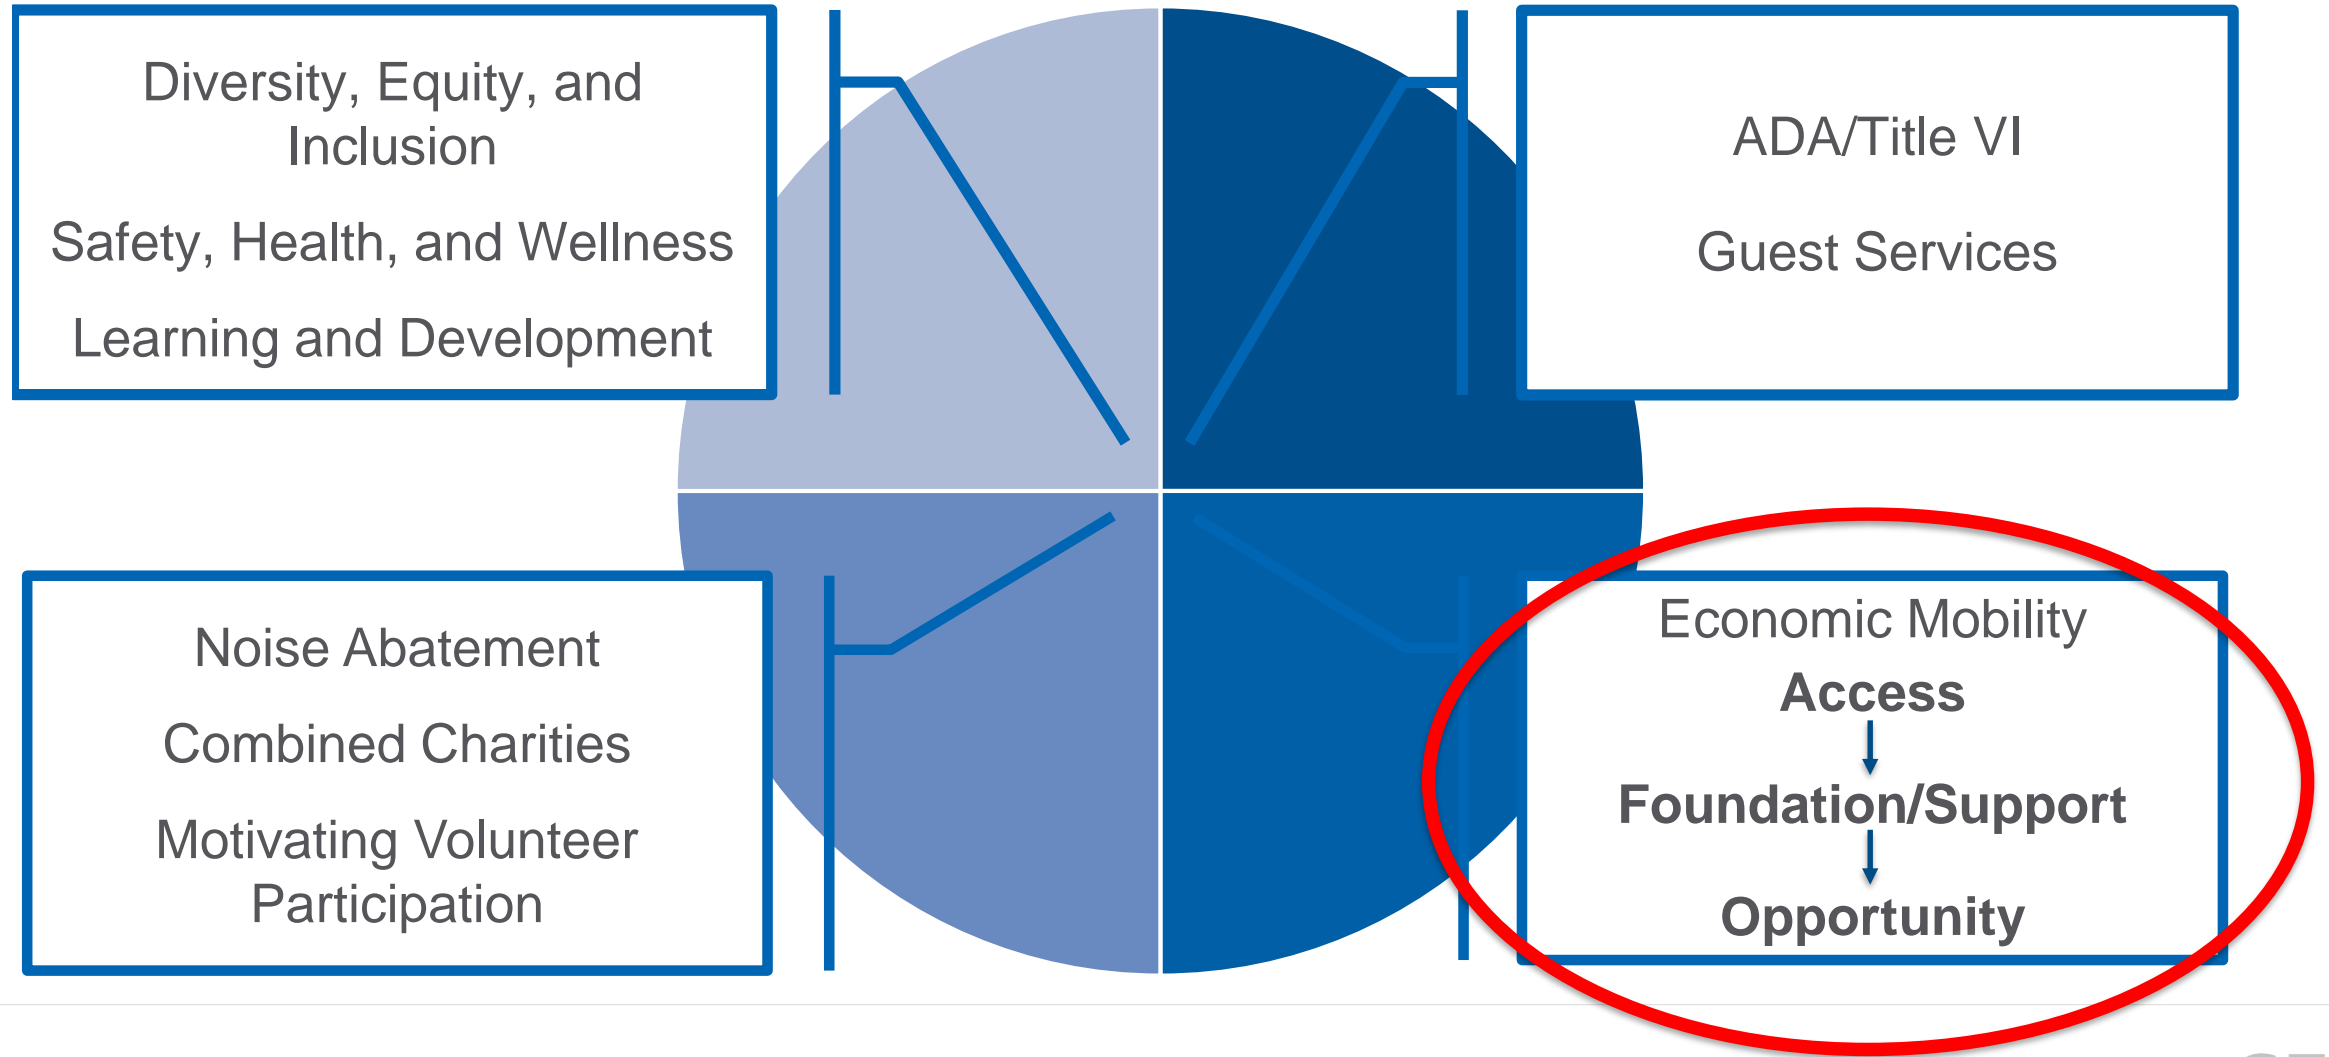 Diversity, Equity, and
Inclusion
Safety, Health, and Wellness
Learning and Development
ADA/Title VI
Guest Services
Noise Abatement
Combined Charities
Motivating Volunteer
Participation
Economic Mobility
Access
Foundation/Support
Opportunity